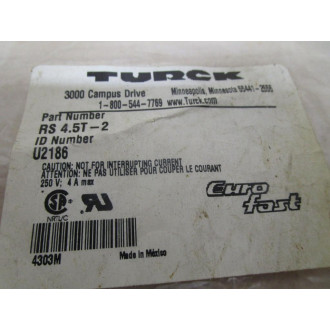 TURCK
3000 Campus Drive Minneapolis, Minnesota 55441-2656
1-800-544-7769 www.Turck.com
Part Number
RS 4.5T-2
ID Number
U2186
CAUTION: NOT FOR INTERRUPTING CURRENT
ATTENTION: NE PAS UTILISER POUR COUPER LE COURANT
250 V; 4 A max
Euro fast
NRTL/C
4303M Made in México